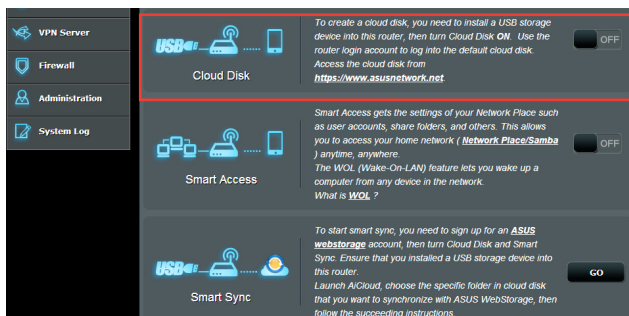 VPN Server
Firewall
Administration
System Log
USB
Cloud Disk
To create a cloud disk, you need to install a USB storage
device into this router, then turn Cloud Disk ON. Use the
router login account to log into the default cloud disk.
Access the cloud disk from
https://www.asusnetwork.net.
OFF
Smart Access
Smart Access gets the settings of your Network Place such
as user accounts, share folders, and others. This allows
you to access your home network ( Network Place/Samba
) anytime, anywhere.
The WOL (Wake-On-LAN) feature lets you wake up a
computer from any device in the network.
What is WOL ?
OFF
USB
Smart Sync
To start smart sync, you need to sign up for an ASUS
webstorage account, then turn Cloud Disk and Smart
Sync. Ensure that you installed a USB storage device into
this router.
Launch AiCloud, choose the specific folder in cloud disk
that you want to synchronize with ASUS WebStorage, then
follow the succeeding instructions
GO